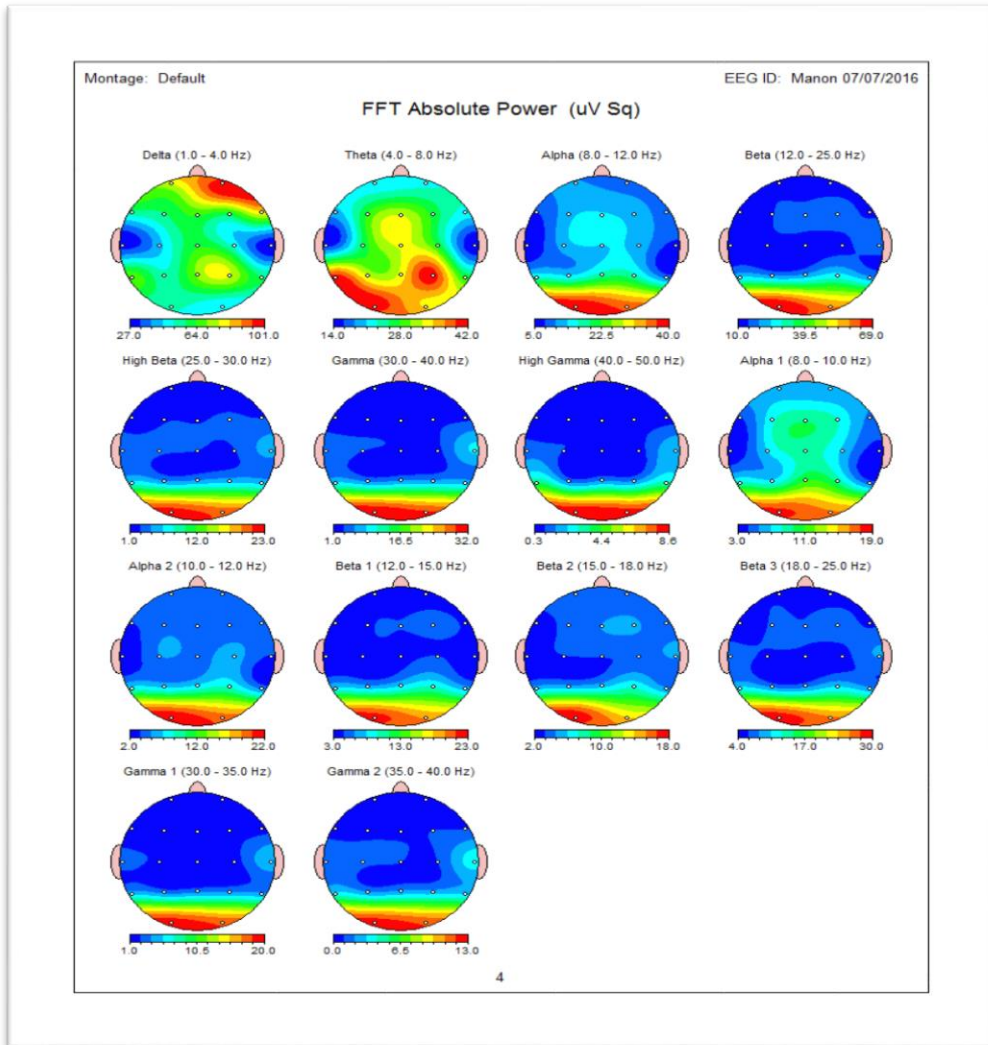 Montage: Default EEG ID: Manon 07/07/2016
FFT Absolute Power (uV Sq)
Delta (1.0 - 4.0 Hz) Theta (4.0 - 8.0 Hz) Alpha (8.0 - 12.0 Hz) Beta (12.0 - 25.0 Hz)
27.0 64.0 101.0 14.0 28.0 42.0 5.0 22.5 40.0 10.0 39.5 69.0
High Beta (25.0 - 30.0 Hz) Gamma (30.0 - 40.0 Hz) High Gamma (40.0 - 50.0 Hz) Alpha 1 (8.0 - 10.0 Hz)
1.0 12.0 23.0 1.0 16.5 32.0 0.3 4.4 8.6 3.0 11.0 19.0
Alpha 2 (10.0 - 12.0 Hz) Beta 1 (12.0 - 15.0 Hz) Beta 2 (15.0 - 18.0 Hz) Beta 3 (18.0 - 25.0 Hz)
2.0 12.0 22.0 3.0 13.0 23.0 2.0 10.0 18.0 4.0 17.0 30.0
Gamma 1 (30.0 - 35.0 Hz) Gamma 2 (35.0 - 40.0 Hz)
1.0 10.5 20.0 0.0 6.5 13.0
4